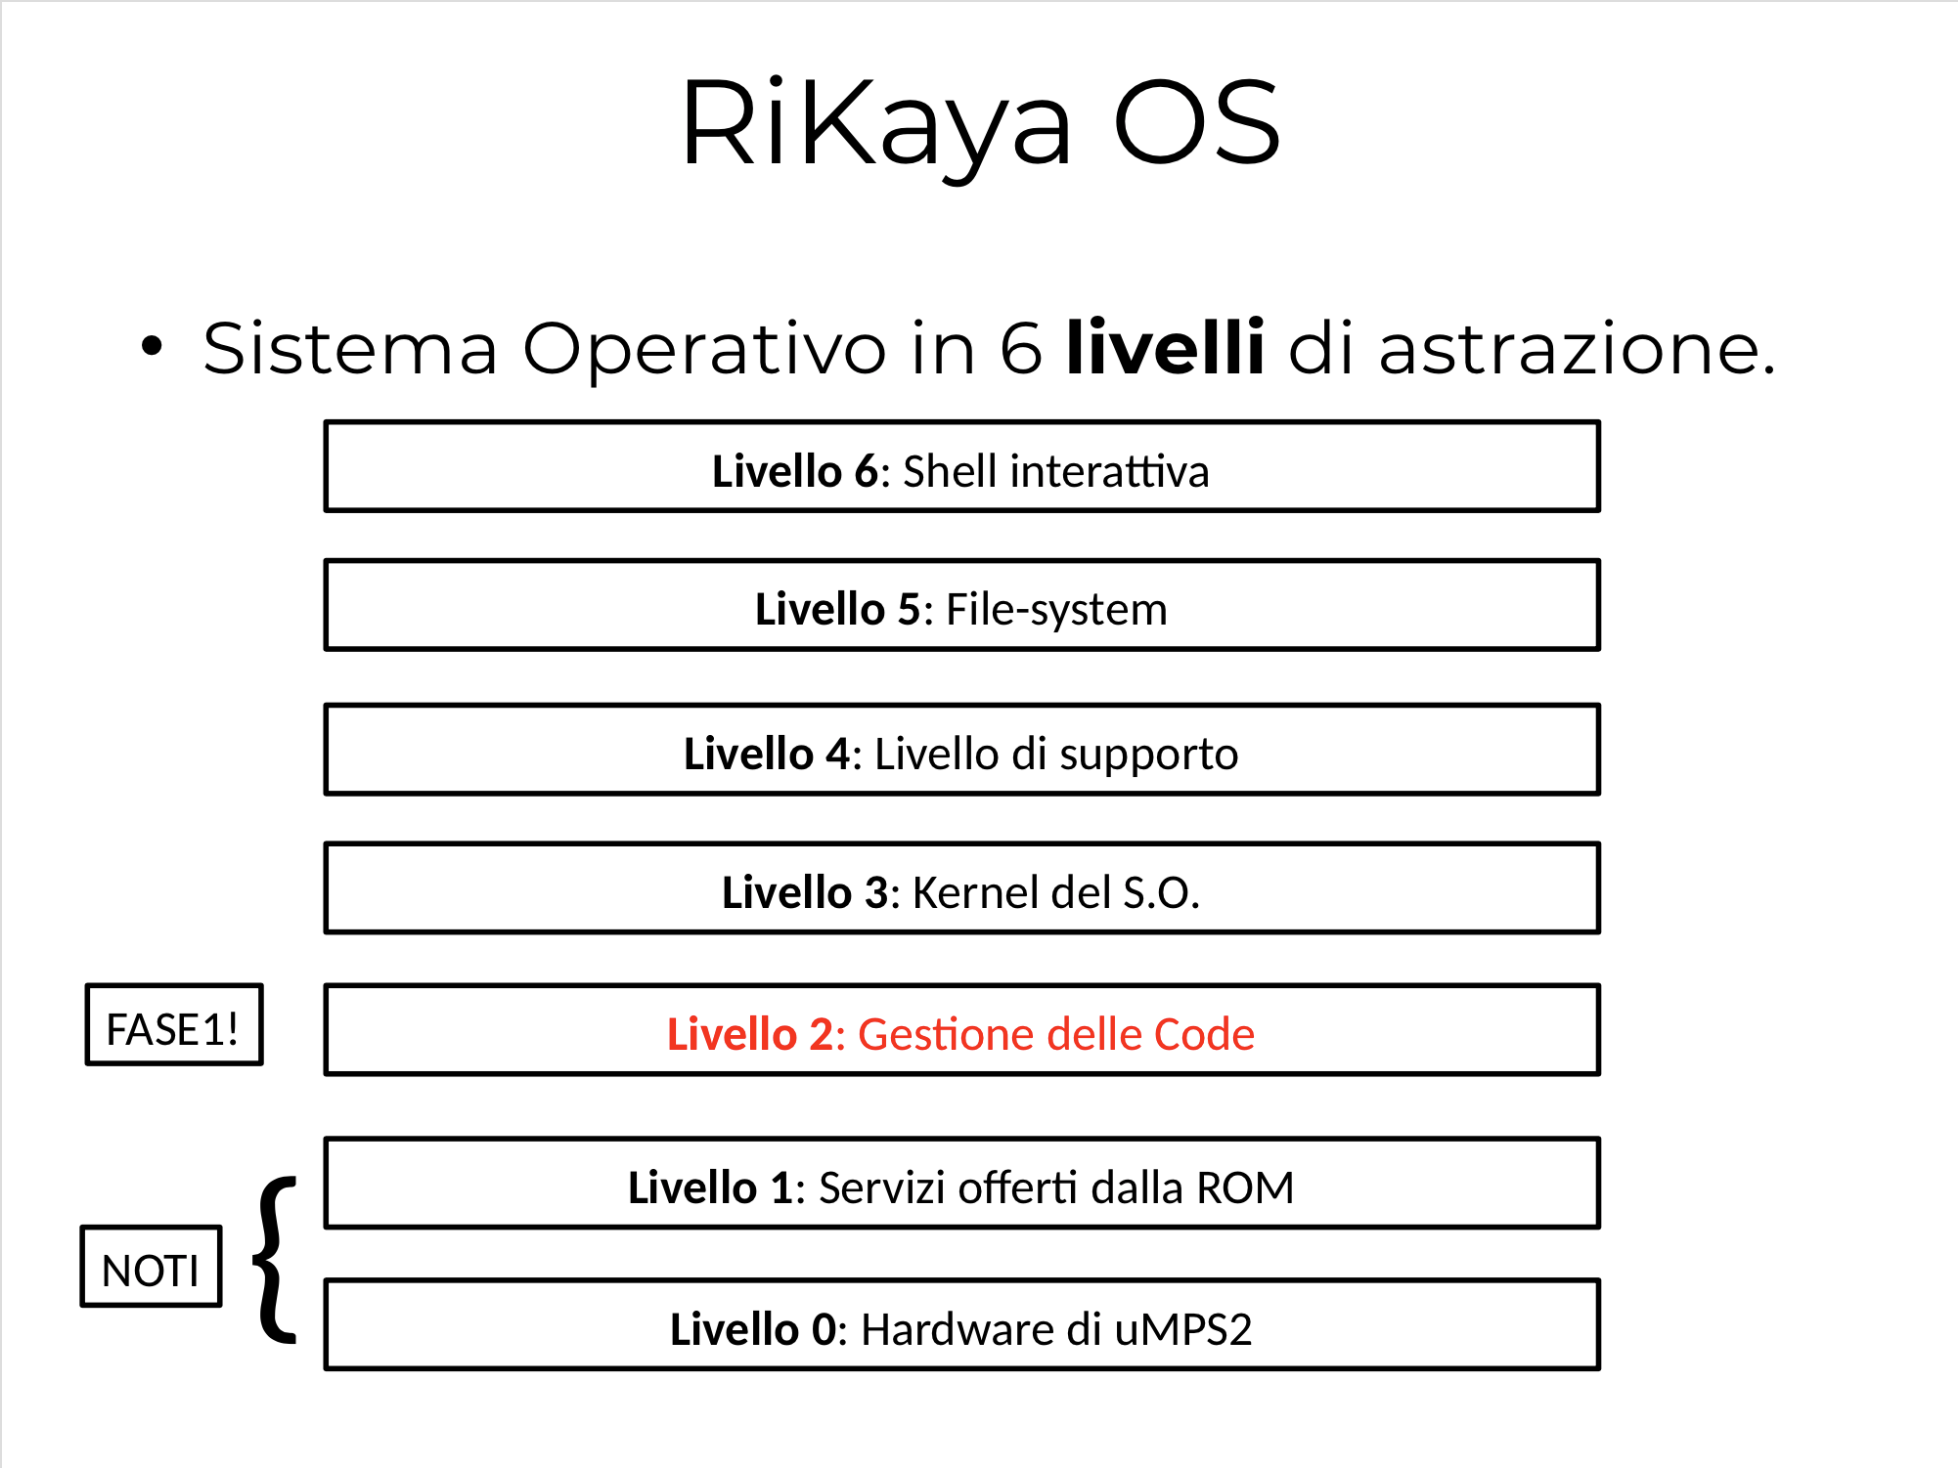 RiKaya OS
• Sistema Operativo in 6 livelli di astrazione.
Livello 6: Shell interattiva
Livello 5: File-system
Livello 4: Livello di supporto
Livello 3: Kernel del S.O.
FASE1!
Livello 2: Gestione delle Code
Livello 1: Servizi offerti dalla ROM
NOTI {
Livello 0: Hardware di uMPS2